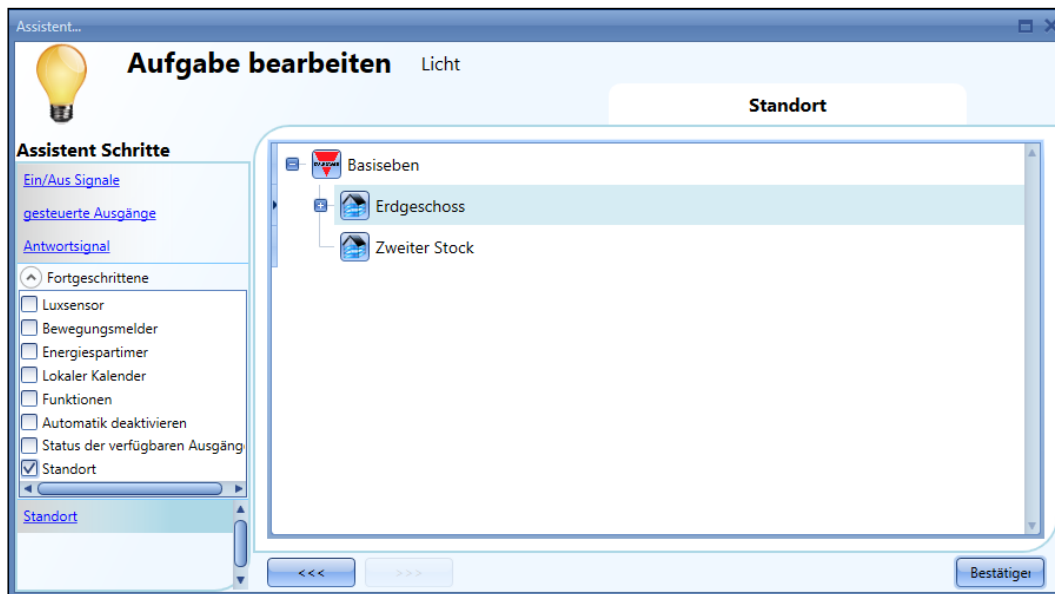 Assistent...
Aufgabe bearbeiten Licht
Standort
Assistent Schritte
Ein/Aus Signale
gesteuerte Ausgänge
Antwortsignal
Fortgeschrittene
Luxsensor
Bewegungsmelder
Energiespartimer
Lokaler Kalender
Funktionen
Automatik deaktivieren
Status der verfügbaren Ausgäng
Standort
Standort
Basiseben
Erdgeschoss
Zweiter Stock
<<<
>>>
Bestätiger